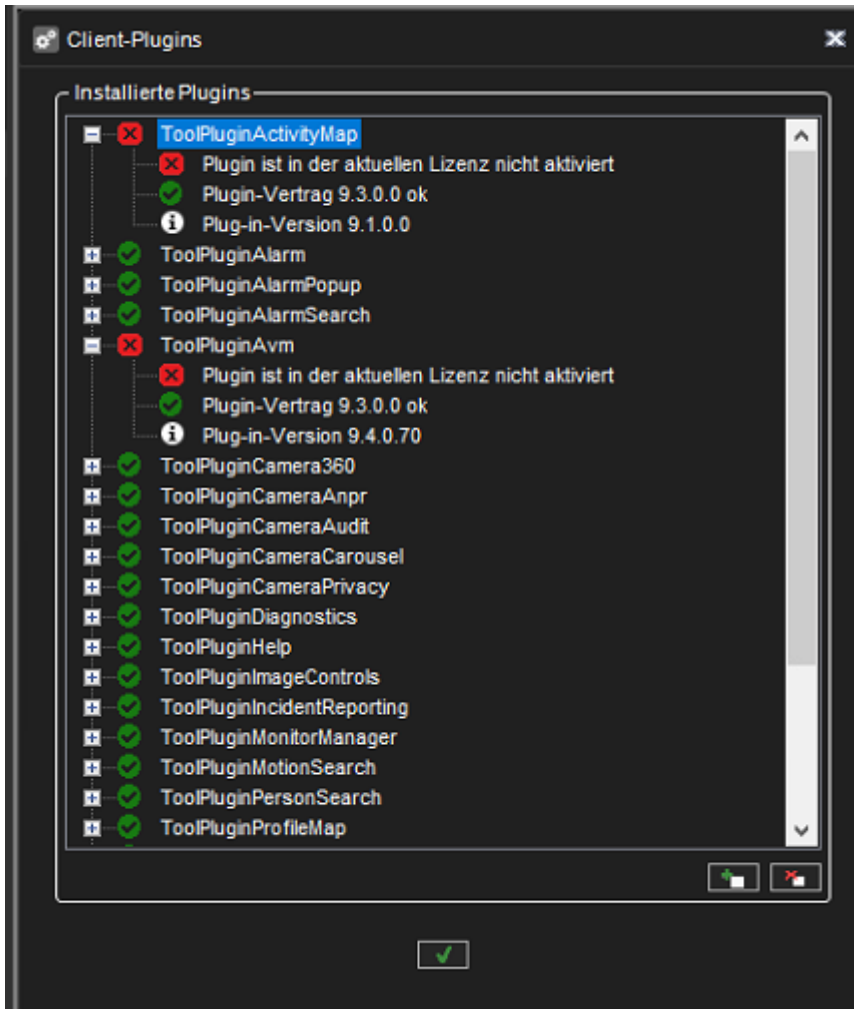 Client-Plugins
Installierte Plugins
ToolPluginActivityMap
Plugin ist in der aktuellen Lizenz nicht aktiviert
Plugin-Vertrag 9.3.0.0 ok
Plug-in-Version 9.1.0.0
ToolPluginAlarm
ToolPluginAlarmPopup
ToolPluginAlarmSearch
ToolPluginAvm
Plugin ist in der aktuellen Lizenz nicht aktiviert
Plugin-Vertrag 9.3.0.0 ok
Plug-in-Version 9.4.0.70
ToolPluginCamera360
ToolPluginCameraAnpr
ToolPluginCameraAudit
ToolPluginCameraCarousel
ToolPluginCameraPrivacy
ToolPluginDiagnostics
ToolPluginHelp
ToolPluginImageControls
ToolPluginIncidentReporting
ToolPluginMonitorManager
ToolPluginMotionSearch
ToolPluginPersonSearch
ToolPluginProfileMap